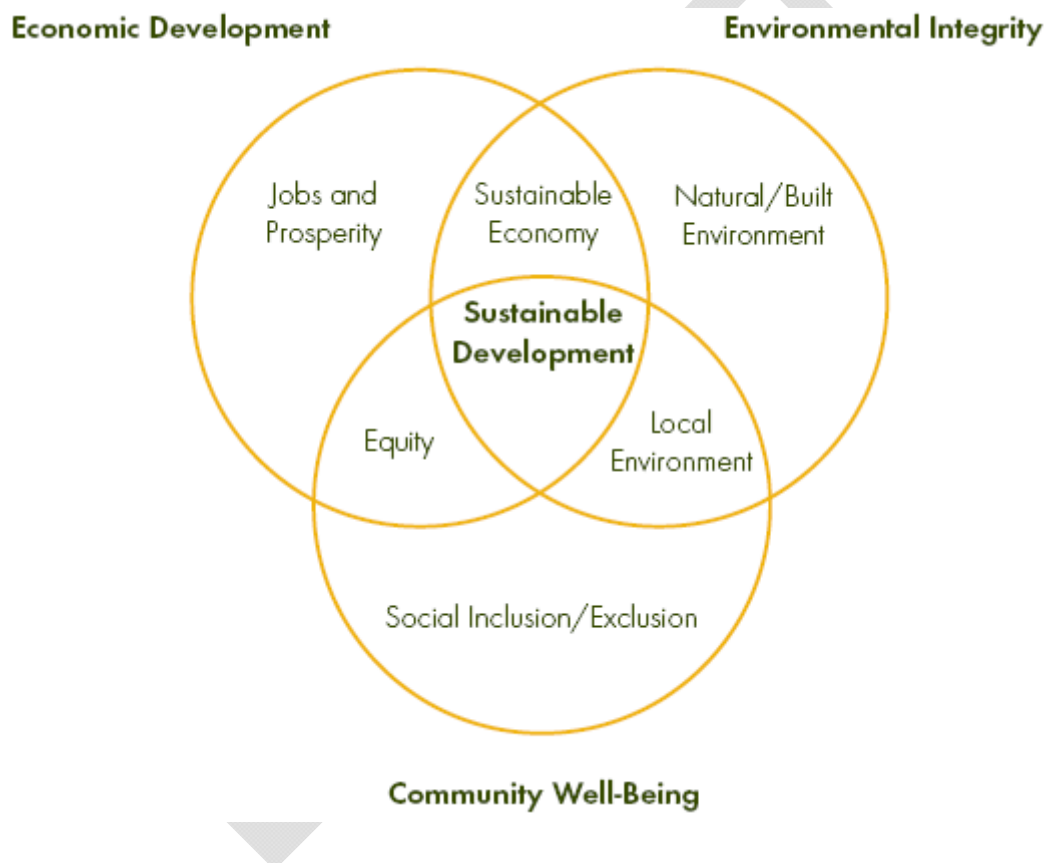 Economic Development
Environmental Integrity
Jobs and
Prosperity
Sustainable
Economy
Natural/Built
Environment
Sustainable
Development
Equity
Local
Environment
Social Inclusion/Exclusion
Community Well-Being